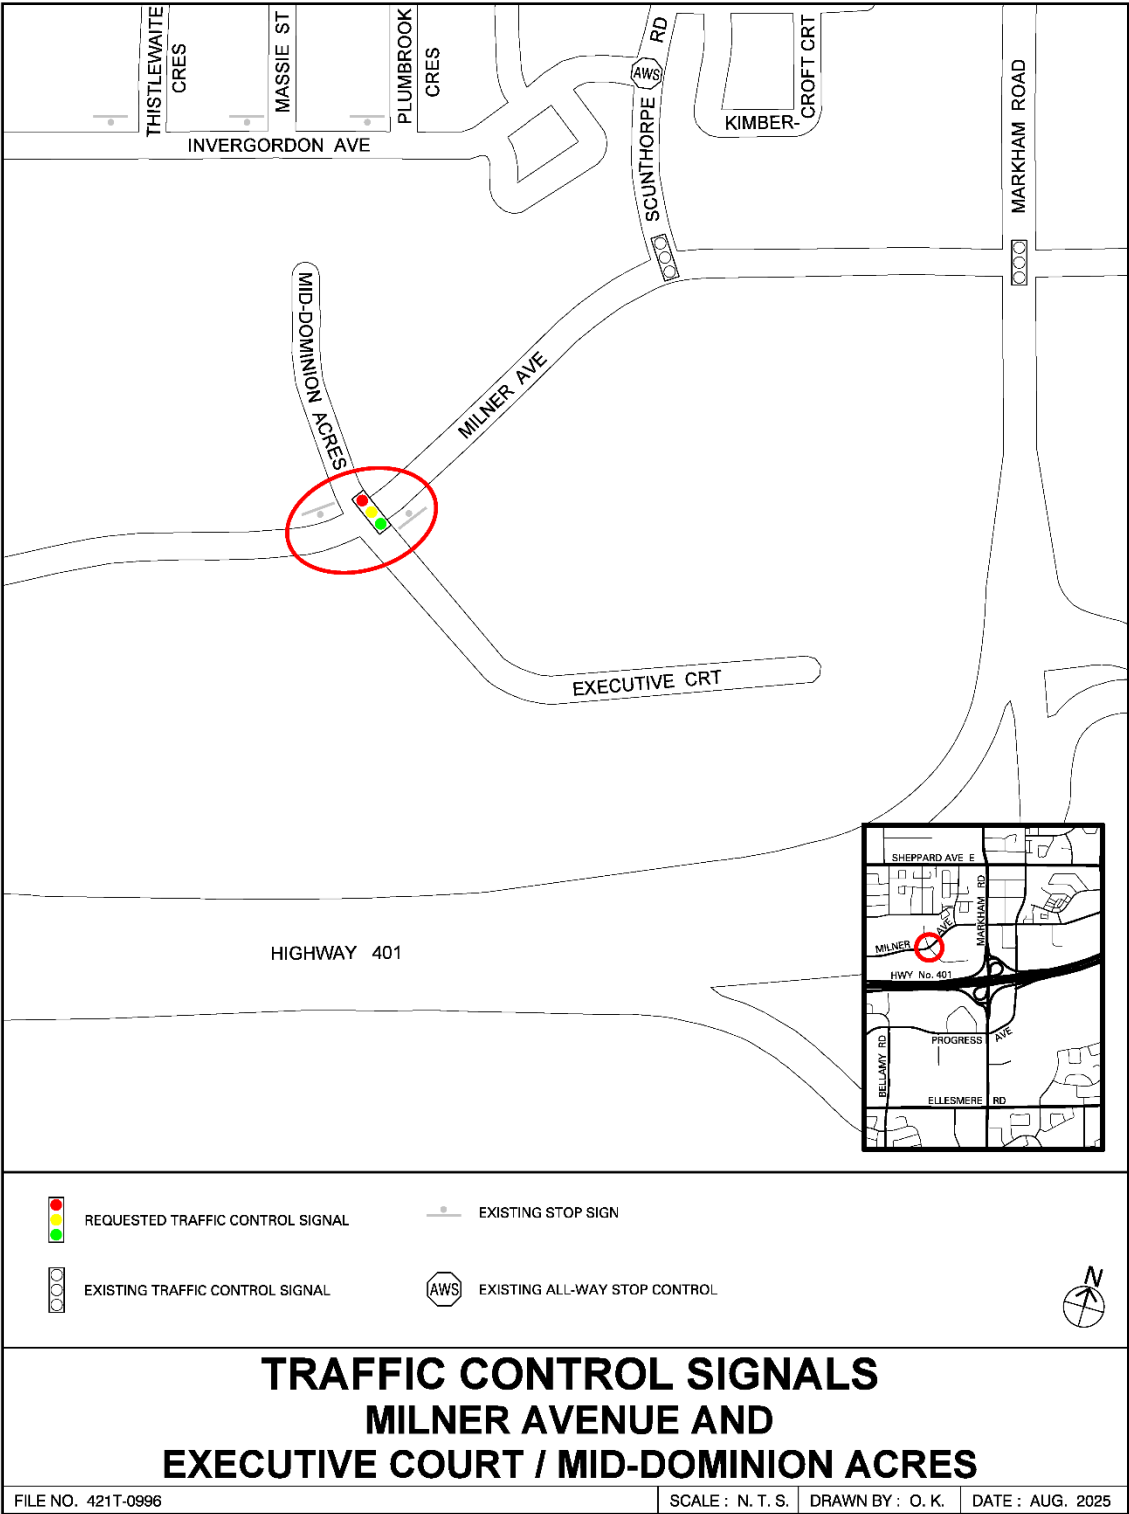 THISTLEWAITE
CRES
MASSIE ST
PLUMBROOK
CRES
RD
AWS
SCUNTHORPE
KIMBER-
CROFT CRT
MARKHAM ROAD
INVERGORDON AVE
MID-DOMINION ACRES
MILNER AVE
EXECUTIVE CRT
HIGHWAY 401
SHEPPARD AVE E
MARKHAM RD
MILNER
AVE
HWY No. 401
BELLAMY RD
PROGRESS
AVE
ELLESMERE RD
REQUESTED TRAFFIC CONTROL SIGNAL
EXISTING STOP SIGN
EXISTING TRAFFIC CONTROL SIGNAL
AWS
EXISTING ALL-WAY STOP CONTROL
N
TRAFFIC CONTROL SIGNALS
MILNER AVENUE AND
EXECUTIVE COURT / MID-DOMINION ACRES
FILE NO. 421T-0996
SCALE : N. T. S.
DRAWN BY : O. K.
DATE : AUG. 2025